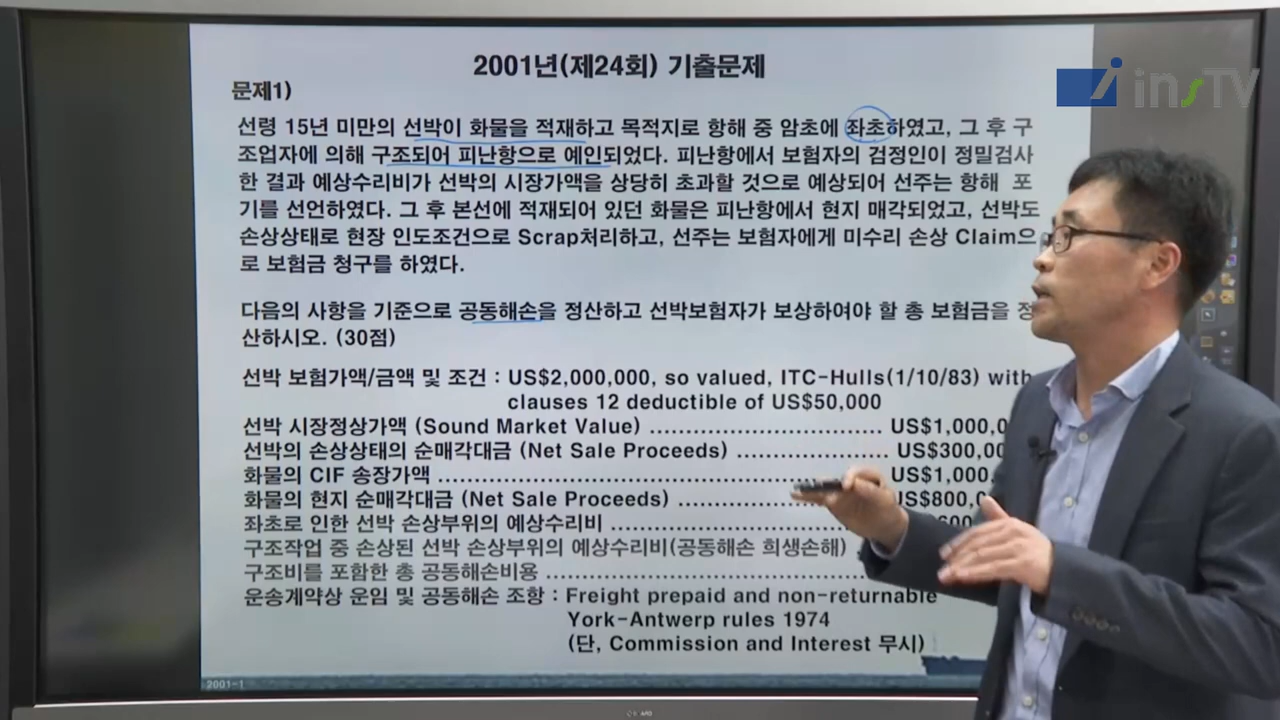 2001년(제24회) 기출문제
insTV
문제1)
선령 15년 미만의 선박이 화물을 적재하고 목적지로 항해 중 암초에 좌초하였고, 그 후 구
조업자에 의해 구조되어 피난항으로 예인되었다. 피난항에서 보험자의 검정인이 정밀검사
한 결과 예상수리비가 선박의 시장가액을 상당히 초과할 것으로 예상되어 선주는 항해 포
기를 선언하였다. 그 후 본선에 적재되어 있던 화물은 피난항에서 현지 매각되었고, 선박도
손상상태로 현장 인도조건으로 Scrap처리하고, 선주는 보험자에게 미수리 손상 Claim으
로 보험금 청구를 하였다.
다음의 사항을 기준으로 공동해손을 정산하고 선박보험자가 보상하여야 할 총 보험금을 정
산하시오. (30점)
선박 보험가액/금액 및 조건 : US$2,000,000, so valued, ITC-Hulls(1/10/83) with
clauses 12 deductible of US$50,000
선박 시장정상가액 (Sound Market Value) ................................ US$1,000,0
선박의 손상상태의 순매각대금 (Net Sale Proceeds) ..................... US$300,0
화물의 CIF 송장가액 ................................ US$1,000,
화물의 현지 순매각대금 (Net Sale Proceeds) ................... US$800,0
좌초로 인한 선박 손상부위의 예상수리비 ................................
구조작업 중 손상된 선박 손상부위의 예상수리비(공동해손 희생손해)
구조비를 포함한 총 공동해손비용 ................................
운송계약상 운임 및 공동해손 조항 : Freight prepaid and non-returnable
York-Antwerp rules 1974
(단, Commission and Interest 무시)
2001-1